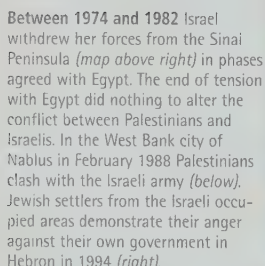 Between 1974 and 1982 Israel
withdrew her forces from the Sinai
Peninsula (map above right) in phases
agreed with Egypt. The end of tension
with Egypt did nothing to alter the
conflict between Palestinians and
Israelis. In the West Bank city of
Nablus in February 1988 Palestinians
clash with the Israeli army (below).
Jewish settlers from the Israeli occu-
pied areas demonstrate their anger
against their own government in
Hebron in 1994 (right).